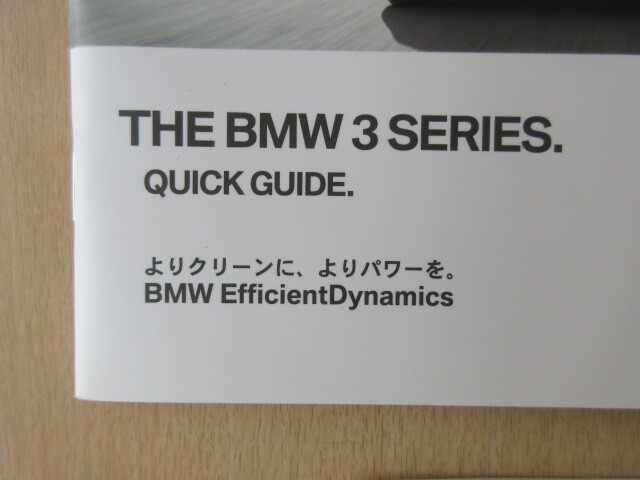 THE BMW 3 SERIES.
QUICK GUIDE.
よりクリーンに、よりパワーを。
BMW EfficientDynamics